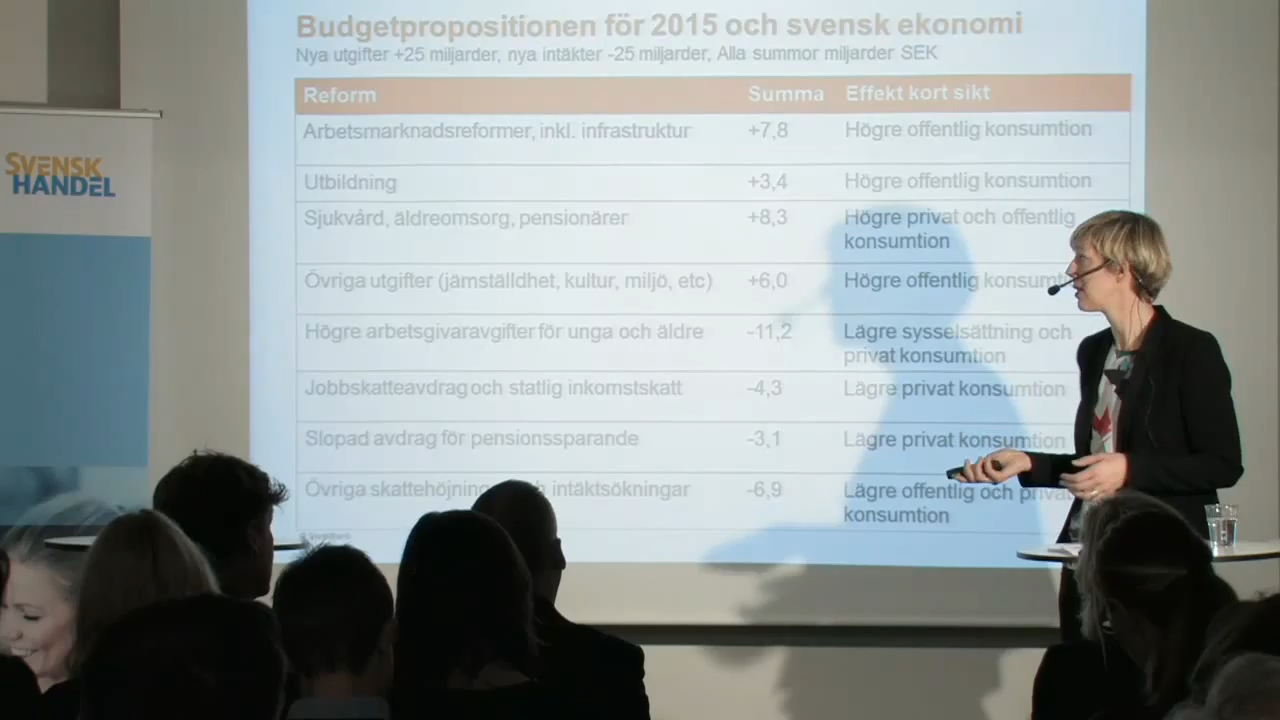 Budgetpropositionen för 2015 och svensk ekonomi
Nya utgifter +25 miljarder, nya intäkter -25 miljarder, Alla summor miljarder SEK
Reform Summa Effekt kort sikt
Arbetsmarknadsreformer, inkl. infrastruktur +7,8 Högre offentlig konsumtion
Utbildning +3,4 Högre offentlig konsumtion
Sjukvård, äldreomsorg, pensionärer +8,3 Högre privat och offentlig
konsumtion
Övriga utgifter (jämställdhet, kultur, miljö, etc) +6,0 Högre offentlig
Högre arbetsgivaravgifter för unga och äldre -11,2 Lägre sysselsättning och
privat konsumtion
Jobbskatteavdrag och statlig inkomstskatt -4,3 Lägre privat konsumtion
Slopad avdrag för pensionssparande -3,1 Lägre privat konsumtion
Övriga intäktsökningar -6,9 Lägre offentlig och privat
konsumtion
SVENSK
HANDEL